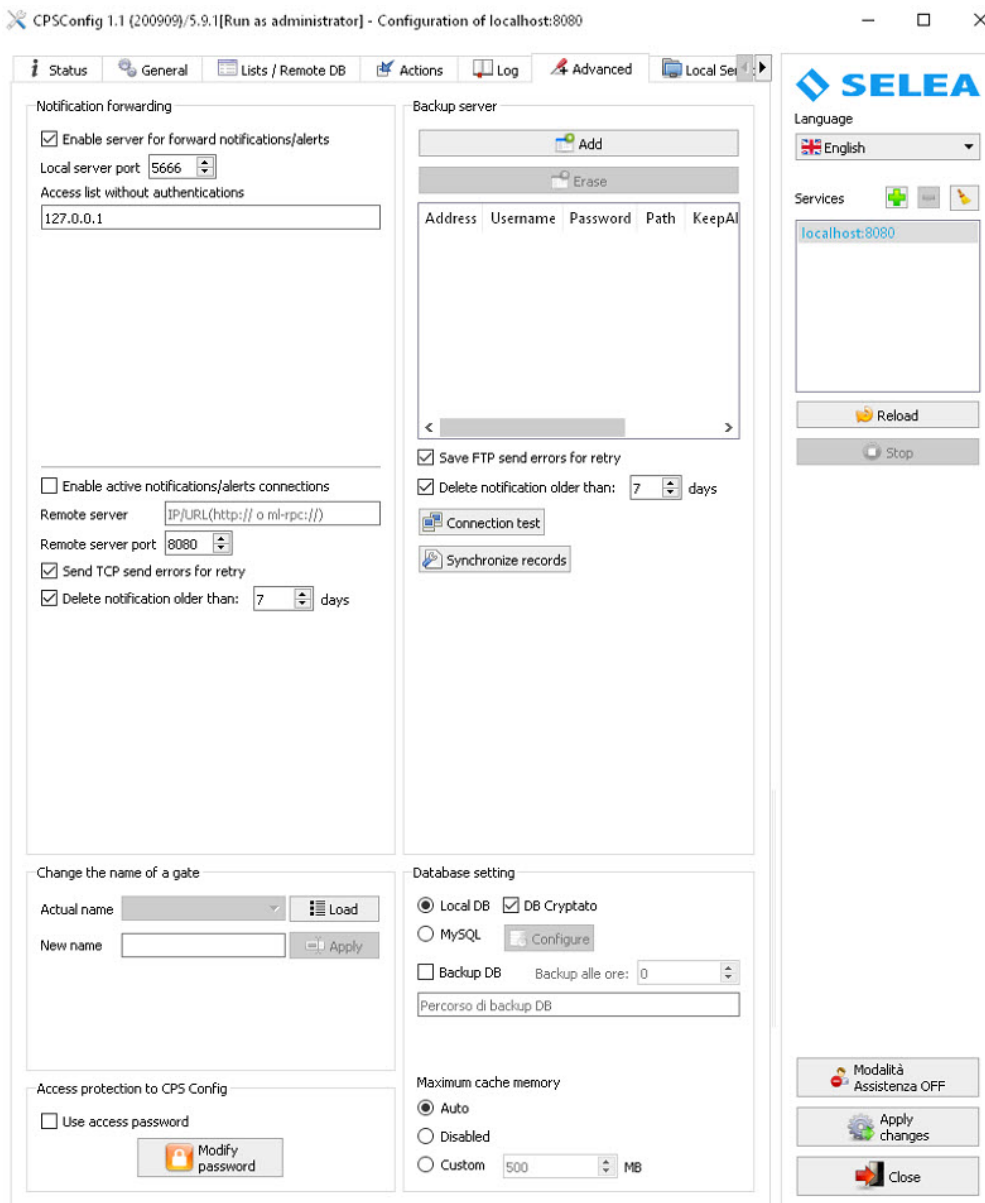 CPSConfig 1.1 (200909)/5.9.1[Run as administrator] - Configuration of localhost:8080
Status
General
Lists / Remote DB
Actions
Log
Advanced
Notification forwarding
Enable server for forward notifications/alerts
Local server port 5666
Access list without authentications
127.0.0.1
Enable active notifications/alerts connections
Remote server IP/URL(http:// o ml-rpc://)
Remote server port 8080
Send TCP send errors for retry
Delete notification older than: 7 days
Backup server
Add
Erase
Address Username Password Path
Save FTP send errors for retry
Delete notification older than: 7 days
Connection test
Synchronize records
Change the name of a gate
Actual name Load
New name Apply
Database setting
Local DB DB Cryptato
MySQL Configure
Backup DB Backup alle ore: 0
Percorso di backup DB
Access protection to CPS Config
Use access password
Modify
password
Maximum cache memory
Auto
Disabled
Custom 500 MB
SELEA
Language
English
Services
localhost:8080
Reload
Stop
Modalità
Assistenza OFF
Apply
changes
Close